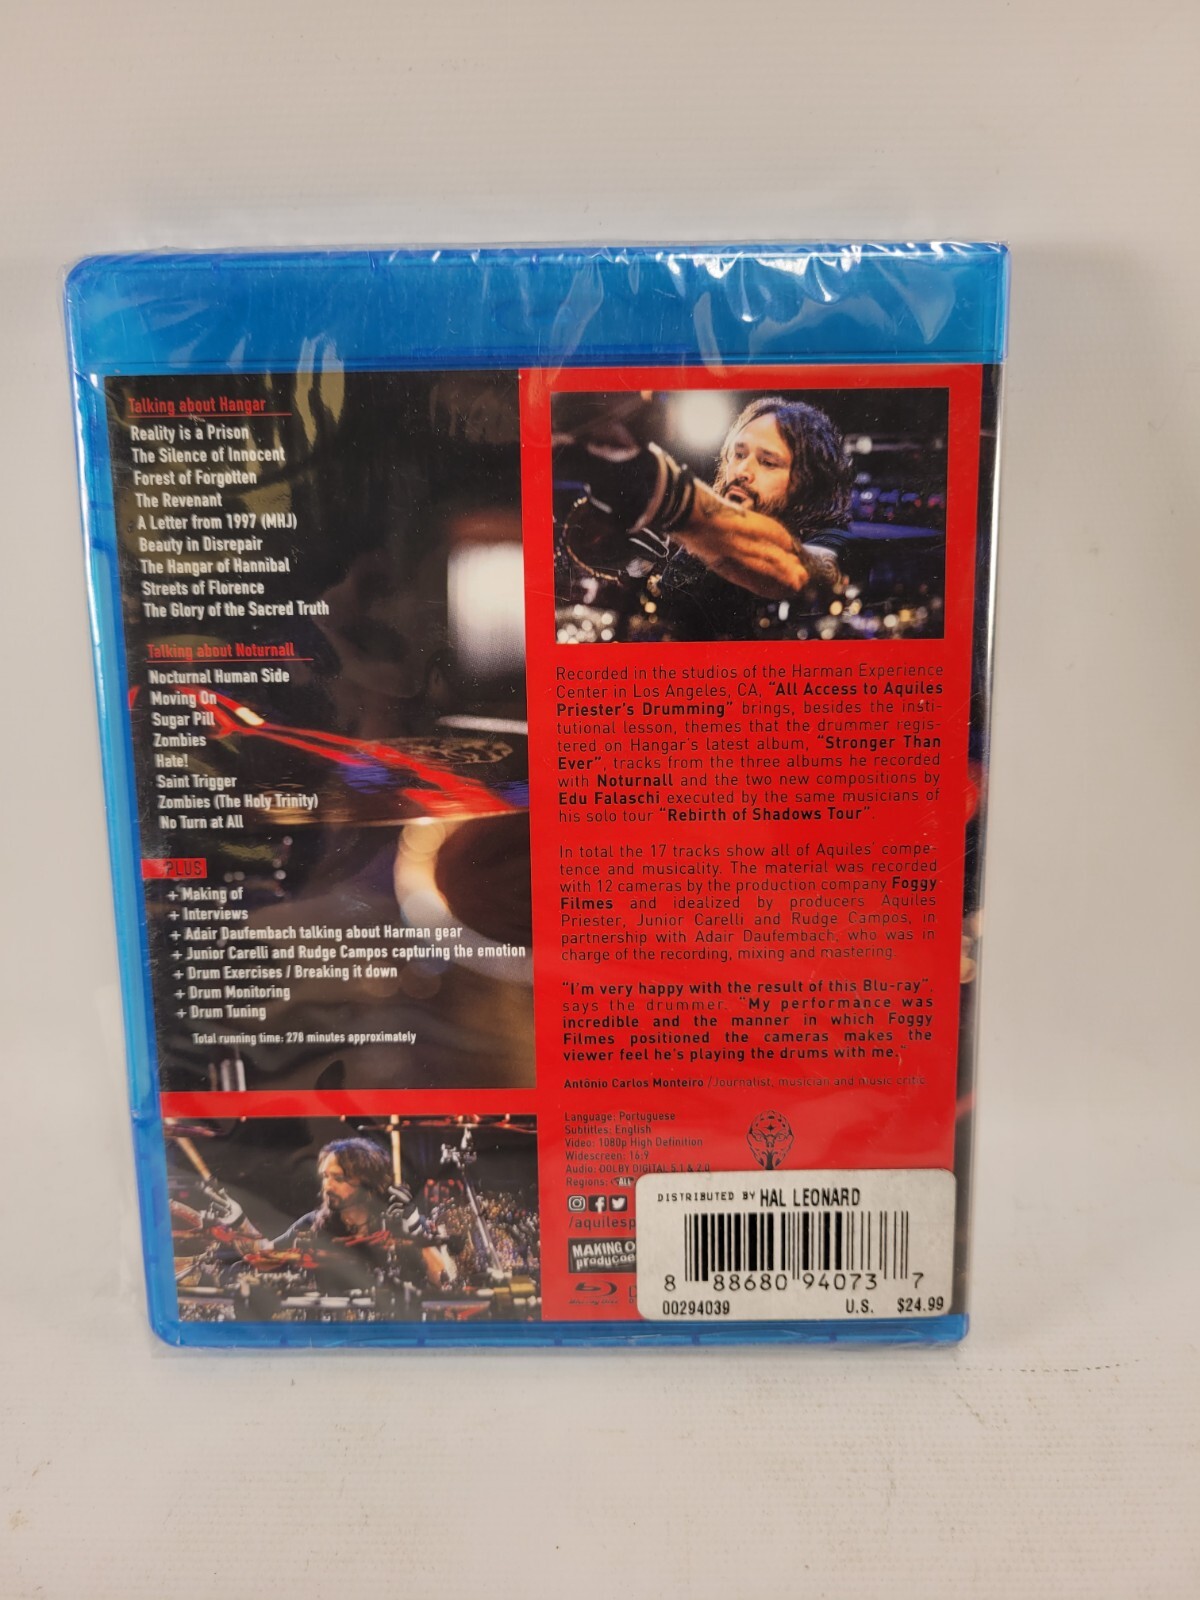 Talking about Hangar
Reality is a Prison
The Silence of Innocent
Forest of Forgotten
The Revenant
A Letter from 1997 (MHJ)
Beauty in Disrepair
The Hangar of Hannibal
Streets of Florence
The Glory of the Sacred Truth
Talking about Noturnall
Nocturnal Human Side
Moving On
Sugar Pill
Zombies
Hate!
Saint Trigger
Zombies (The Holy Trinity)
No Turn at All
PLUS
+ Making of
+ Interviews
+ Adair Daufembach talking about Harman gear
+ Junior Carelli and Rudge Campos capturing the emotion
+ Drum Exercises / Breaking it down
+ Drum Monitoring
+ Drum Tuning
Total running time: 278 minutes approximately
Recorded in the studios of the Harman Experience
Center in Los Angeles, CA, "All Access to Aquiles
Priester's Drumming" brings, besides the insti-
tutional lesson, themes that the drummer regis-
tered on Hangar's latest album, "Stronger Than
Ever", tracks from the three albums he recorded
with Noturnall and the two new compositions by
Edu Falaschi executed by the same musicians of
his solo tour "Rebirth of Shadows Tour".
In total the 17 tracks show all of Aquiles' compe-
tence and musicality. The material was recorded
with 12 cameras by the production company Foggy
Filmes and idealized by producers Aquiles
Priester, Junior Carelli and Rudge Campos, in
partnership with Adair Daufembach, who was in
charge of the recording, mixing and mastering.
"I'm very happy with the result of this Blu-ray",
says the drummer. "My performance was
incredible and the manner in which Foggy
Filmes positioned the cameras makes the
viewer feel he's playing the drums with me."
Antônio Carlos Monteiro / Journalist, musician and music critic
Language: Portuguese
Subtitles: English
Video: 1080p High Definition
Widescreen: 16:9
Audio: DOLBY DIGITAL 5.1 & 2.0
Regions: ALL
/aquilesp
MAKING O
produçoe
DISTRIBUTED BY HAL LEONARD
8 88680 94073 7
00294039 U.S. $24.99